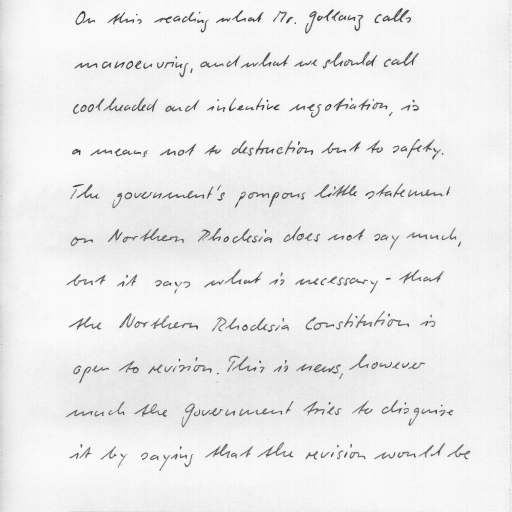 On this reading what Mr. Gollanz calls
manoeuvring, and what we should call
coolheaded and inventive negotiation, is
a means not to destruction but to safety.
The government's pompous little statement
on Northern Rhodesia does not say much,
but it says what is necessary - that
the Northern Rhodesia Constitution is
open to revision. This is news, however
much the Government tries to disguise
it by saying that the revision would be